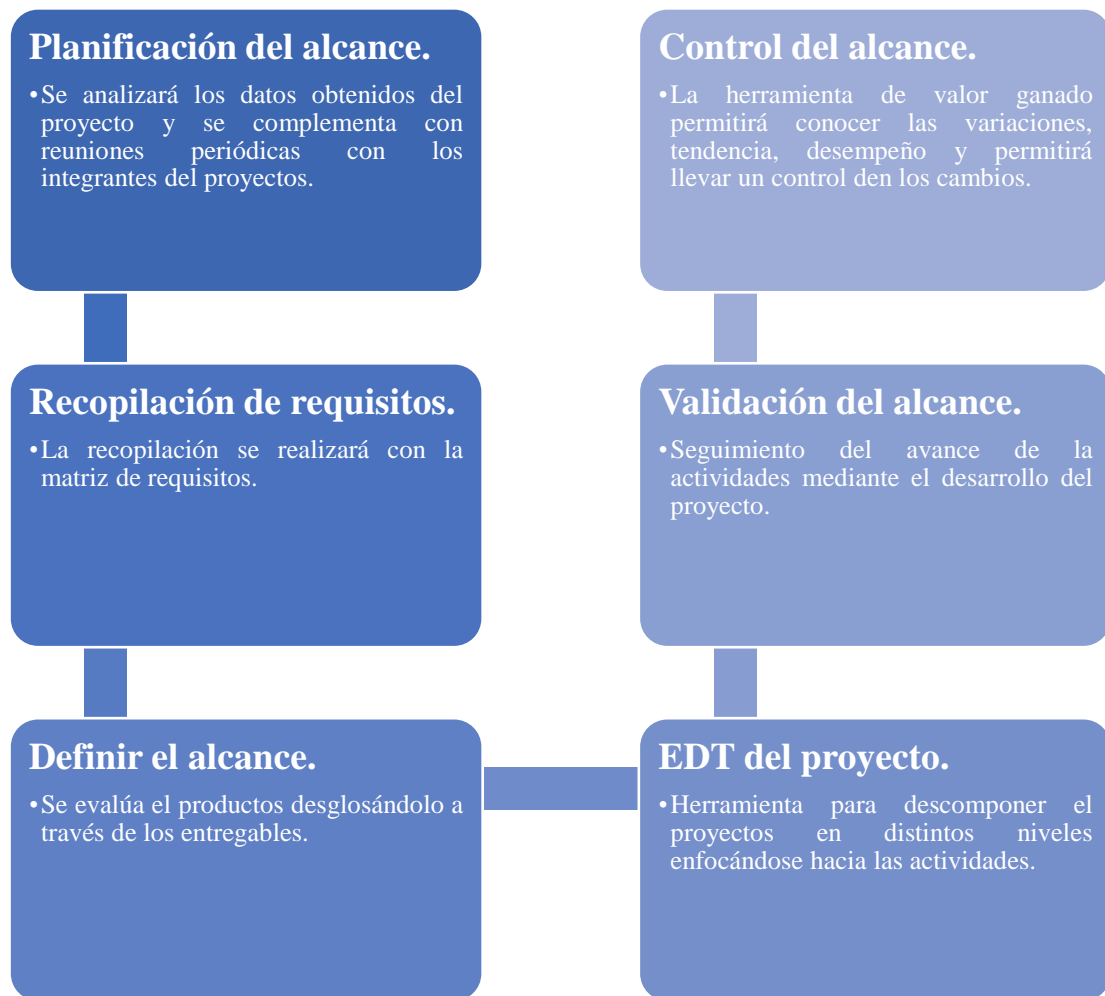 Planificación del alcance.
•Se analizará los datos obtenidos del
proyecto y se complementa con
reuniones periódicas con los
integrantes del proyectos.
Recopilación de requisitos.
•La recopilación se realizará con la
matriz de requisitos.
Definir el alcance.
•Se evalúa el productos desglosándolo a
través de los entregables.
EDT del proyecto.
•Herramienta para descomponer el
proyectos en distintos niveles
enfocándose hacia las actividades.
Validación del alcance.
•Seguimiento del avance de la
actividades mediante el desarrollo del
proyecto.
Control del alcance.
•La herramienta de valor ganado
permitirá conocer las variaciones,
tendencia, desempeño y permitirá
llevar un control den los cambios.